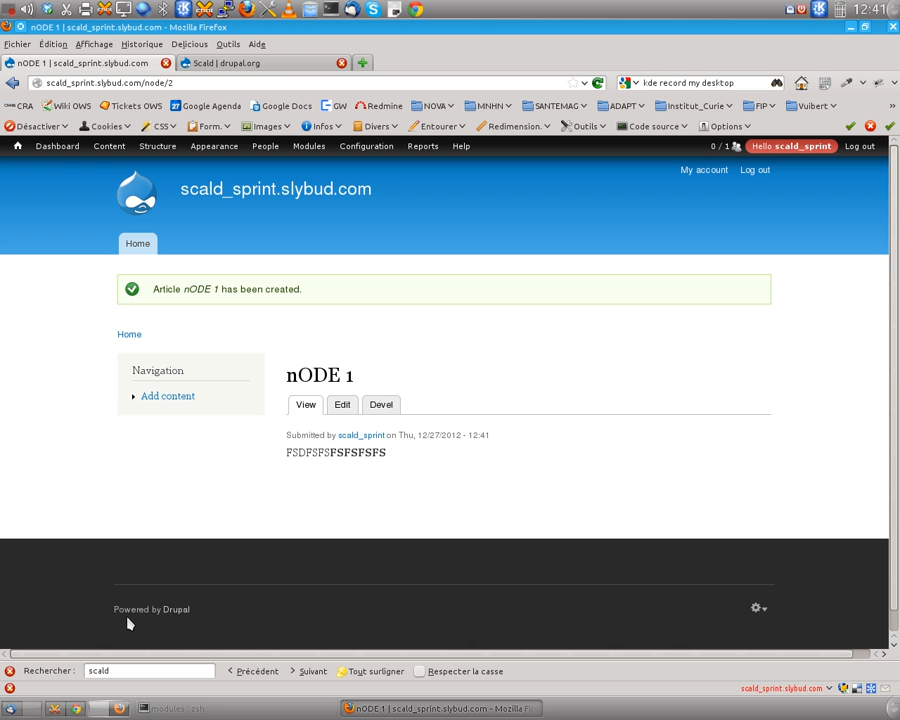 12:41
nODE 1 | scald_sprint.slybud.com - Mozilla Firefox
Fichier Édition Affichage Historique Delicious Outils Aide
nODE 1 | scald_sprint.slybud.com Scald | drupal.org
scald_sprint.slybud.com/node/2 kde record my desktop
CRA Wiki OWS Tickets OWS Google Agenda Google Docs GW Redmine NOVA MNHN SANTEMAG ADAPT Institut_Curie FIP Vuibert »
Désactiver Cookies CSS Form. Images Infos Divers Entourer Redimension. Outils Code source Options
Dashboard Content Structure Appearance People Modules Configuration Reports Help 0 / 1 Hello scald_sprint Log out
My account Log out
scald_sprint.slybud.com
Home
Article nODE 1 has been created.
Home
Navigation
Add content
nODE 1
View Edit Devel
Submitted by scald_sprint on Thu, 12/27/2012 - 12:41
FSDFSFSFSFSFSFS
Powered by Drupal
Rechercher : scald Précédent Suivant Tout surligner Respecter la casse
scald_sprint.slybud.com
modules : zsh nODE 1 | scald_sprint.slybud.com - Mozilla Fi